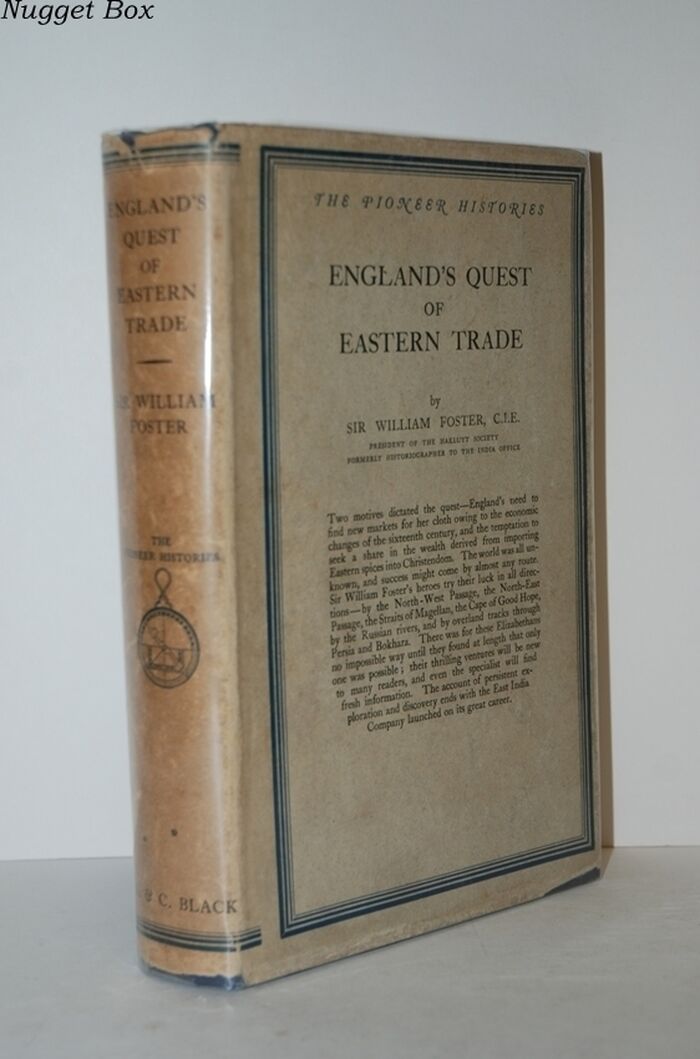 Nugget Box
ENGLAND'S
QUEST
OF
EASTERN
TRADE
SIR WILLIAM
FOSTER
THE
PIONEER HISTORIES
& C. BLACK
THE PIONEER HISTORIES
ENGLAND'S QUEST
OF
EASTERN TRADE
by
SIR WILLIAM FOSTER, C.I.E.
PRESIDENT OF THE HAKLUYT SOCIETY
FORMERLY HISTORIOGRAPHER TO THE INDIA OFFICE
Two motives dictated the quest—England's need to
find new markets for her cloth owing to the economic
changes of the sixteenth century, and the temptation to
seek a share in the wealth derived from importing
Eastern spices into Christendom. The world was all un-
known, and success might come by almost any route.
Sir William Foster's heroes try their luck in all direc-
tions—by the North-West Passage, the North-East
Passage, the Straits of Magellan, the Cape of Good Hope,
by the Russian rivers, and by overland tracks through
Persia and Bokhara. There was for these Elizabethans
no impossible way until they found at length that only
one was possible; their thrilling ventures will be new
to many readers, and even the specialist will find
fresh information. The account of persistent ex-
ploration and discovery ends with the East India
Company launched on its great career.